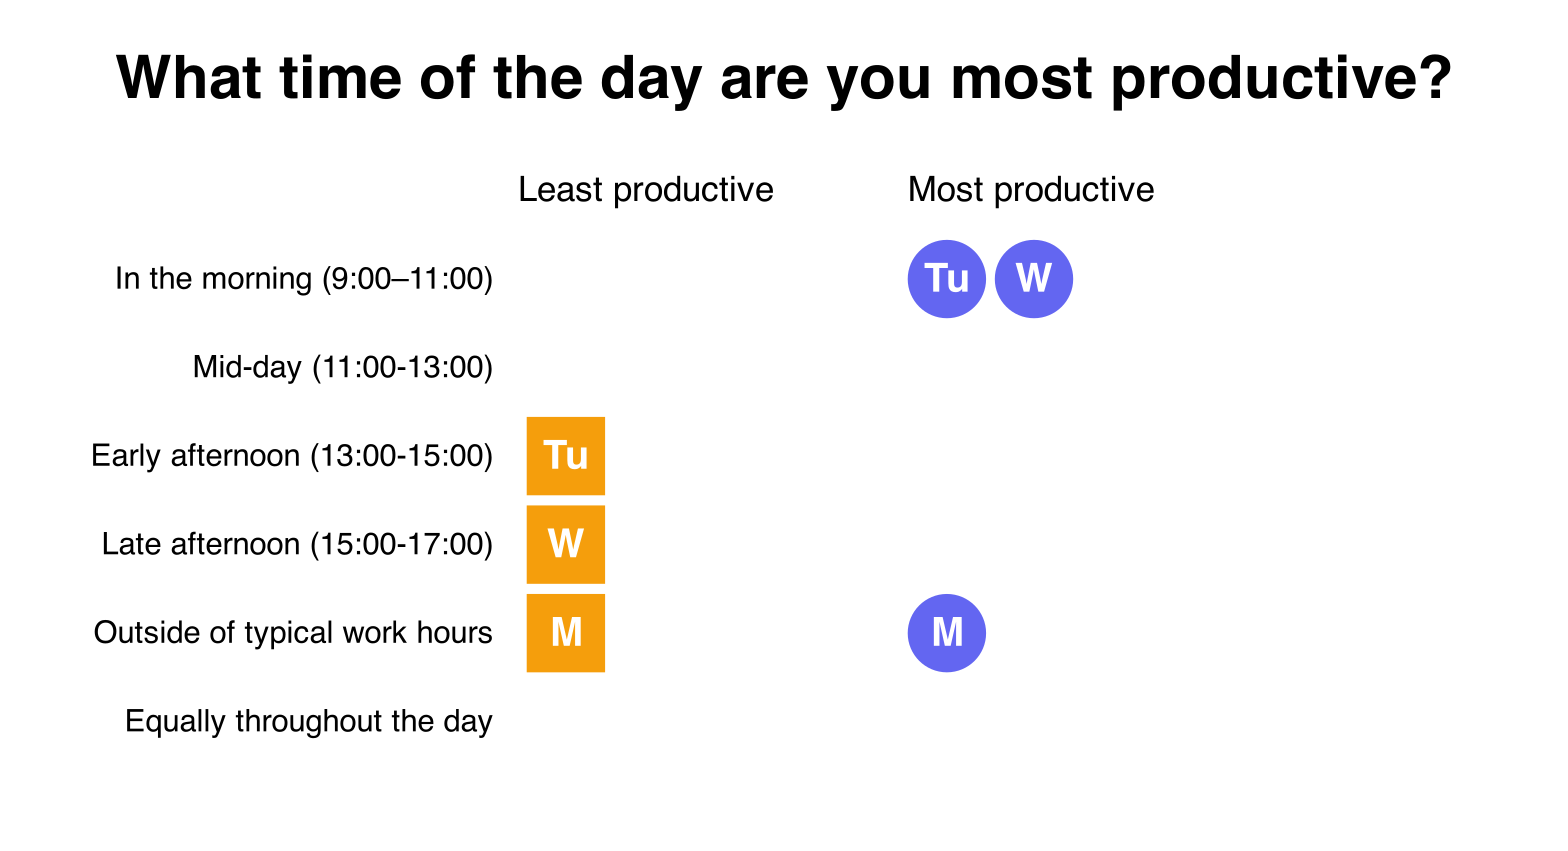 What time of the day are you most productive?
Least productive Most productive
In the morning (9:00–11:00) Tu W
Mid-day (11:00-13:00)
Early afternoon (13:00-15:00) Tu
Late afternoon (15:00-17:00) W
Outside of typical work hours M M
Equally throughout the day